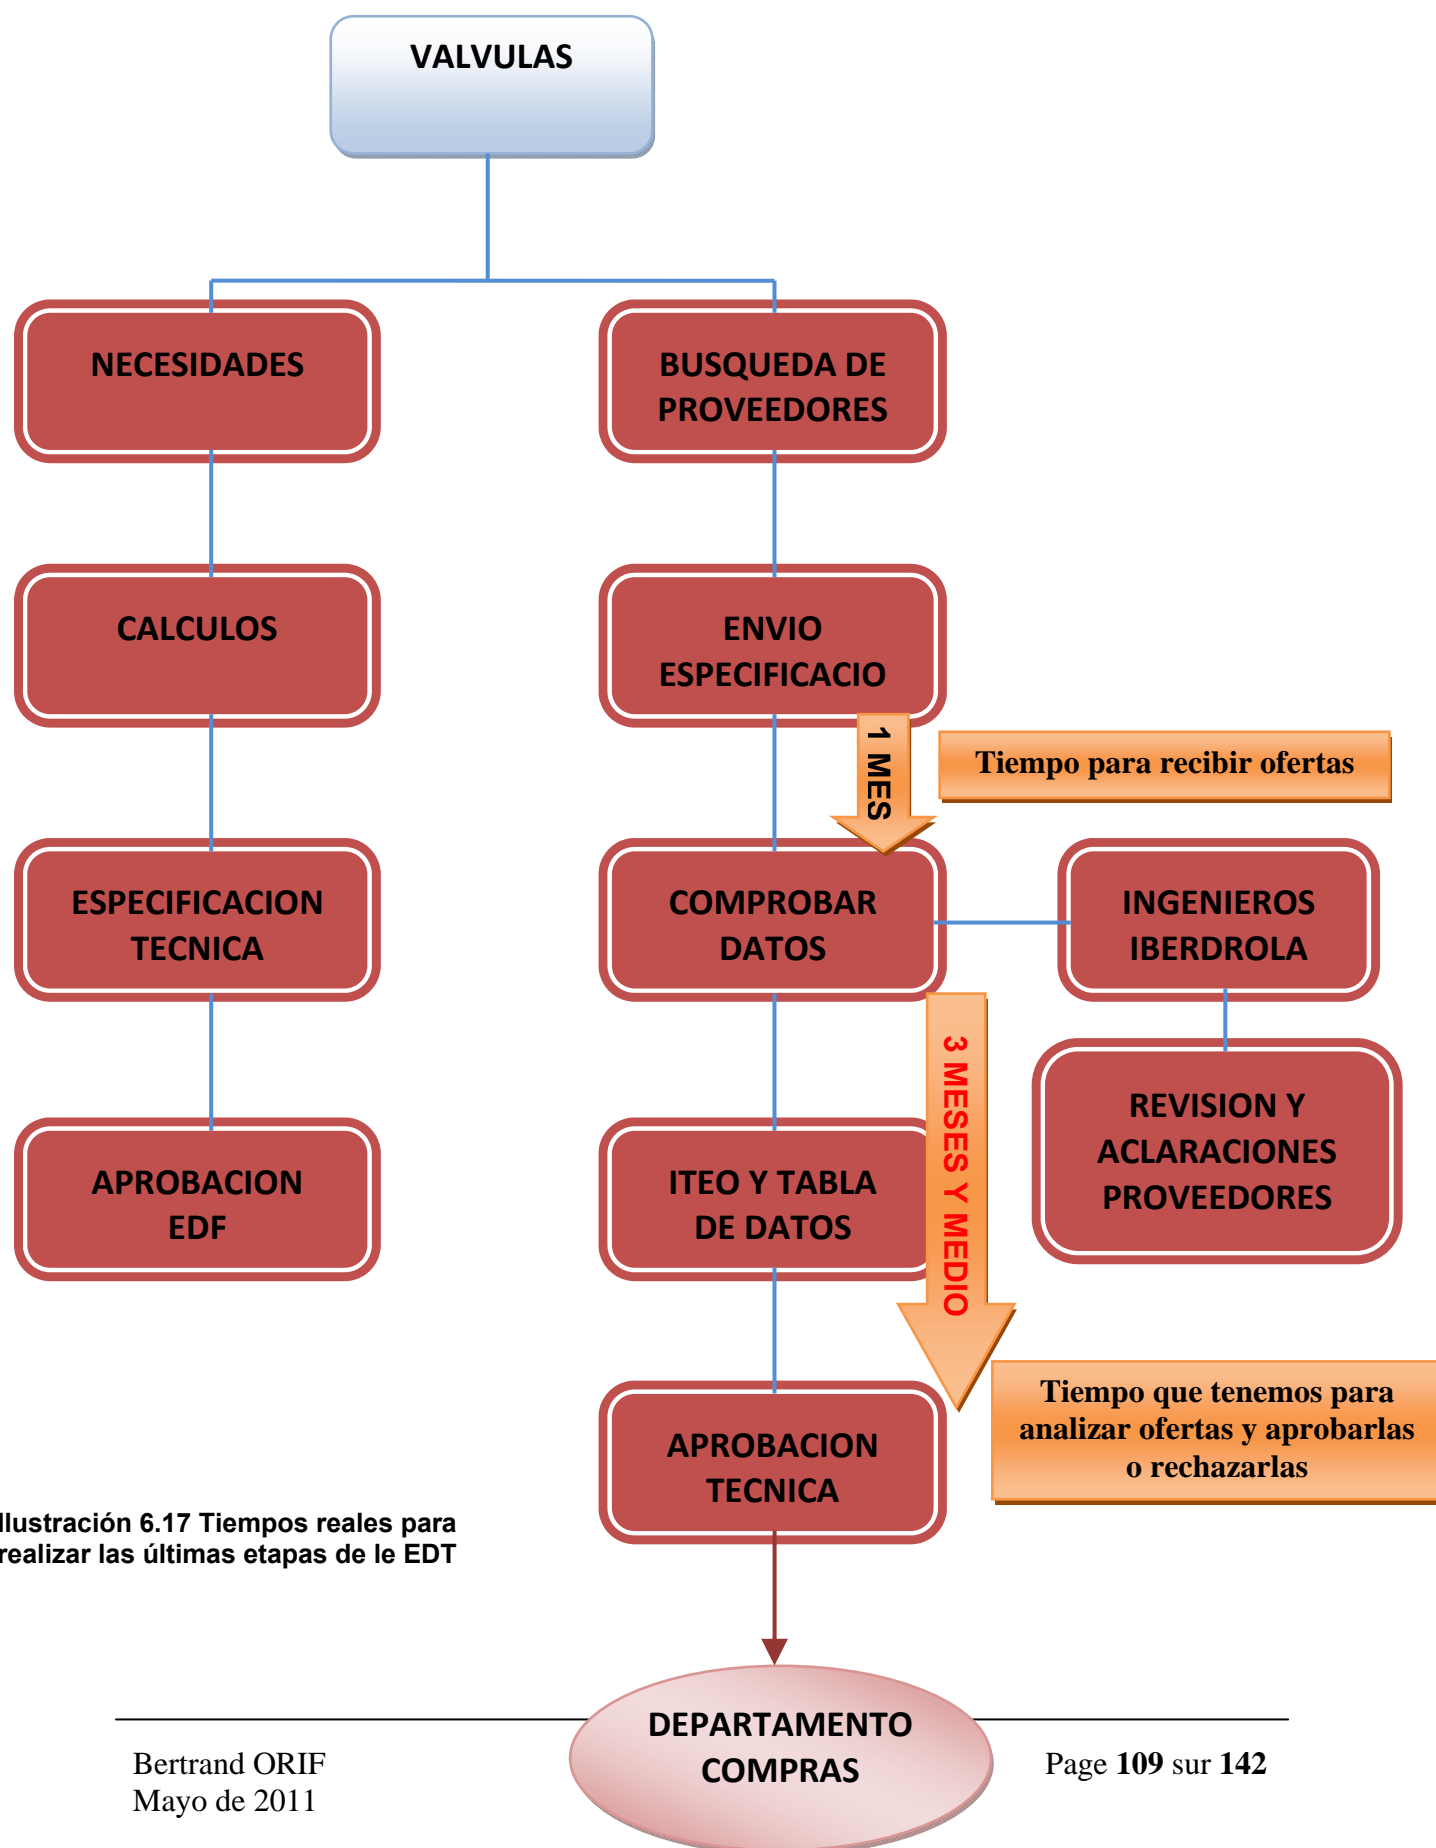 VALVULAS
NECESIDADES
BUSQUEDA DE
PROVEEDORES
CALCULOS
ENVIO
ESPECIFICACIO
1 MES
Tiempo para recibir ofertas
ESPECIFICACION
TECNICA
COMPROBAR
DATOS
INGENIEROS
IBERDROLA
3 MESES Y MEDIO
REVISION Y
ACLARACIONES
PROVEEDORES
APROBACION
EDF
ITEO Y TABLA
DE DATOS
Tiempo que tenemos para
analizar ofertas y aprobarlas
o rechazarlas
APROBACION
TECNICA
llustración 6.17 Tiempos reales para
realizar las últimas etapas de le EDT
DEPARTAMENTO
COMPRAS
Bertrand ORIF
Mayo de 2011
Page 109 sur 142